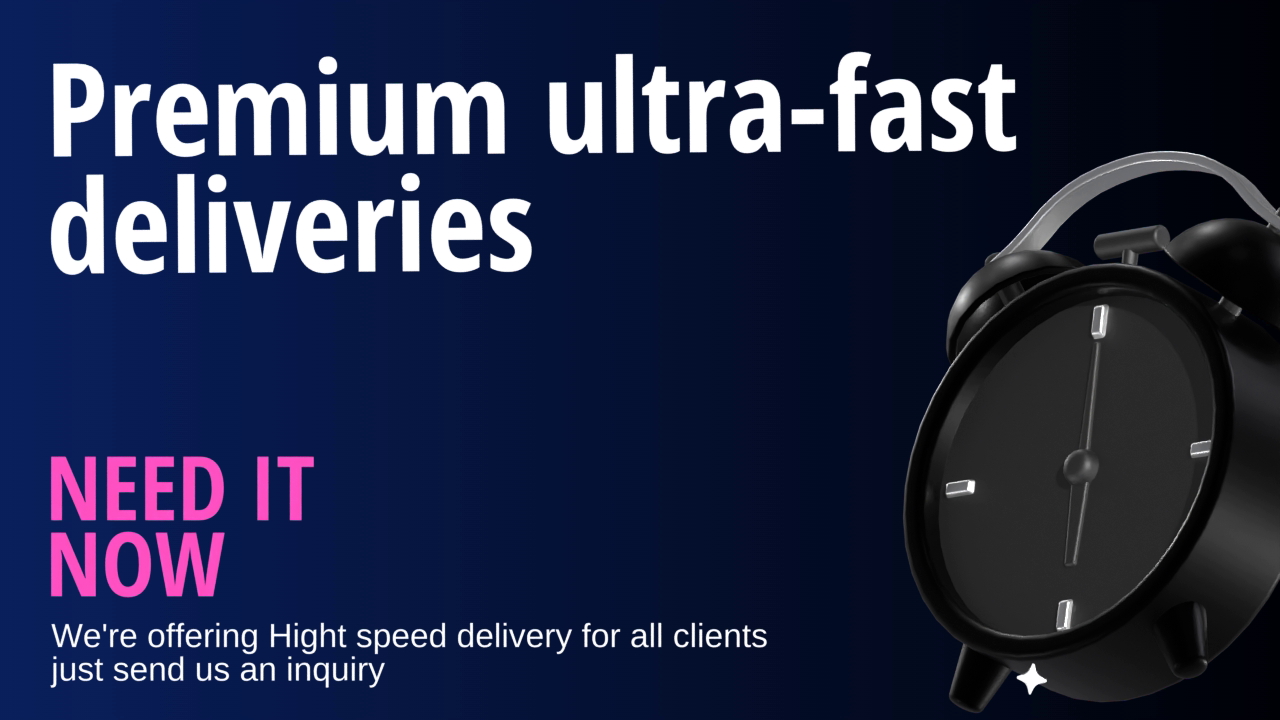 Premium ultra-fast
deliveries
NEED IT
NOW
We're offering Hight speed delivery for all clients
just send us an inquiry